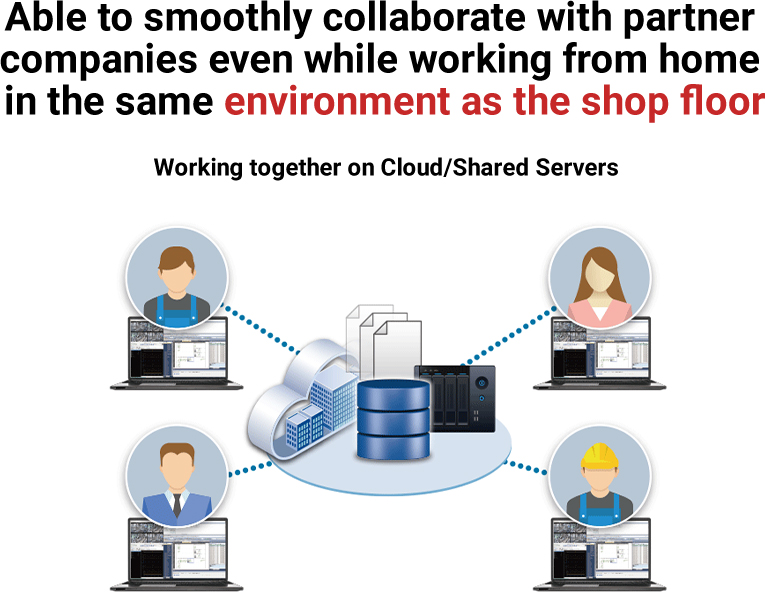 Able to smoothly collaborate with partner
companies even while working from home
in the same environment as the shop floor
Working together on Cloud/Shared Servers